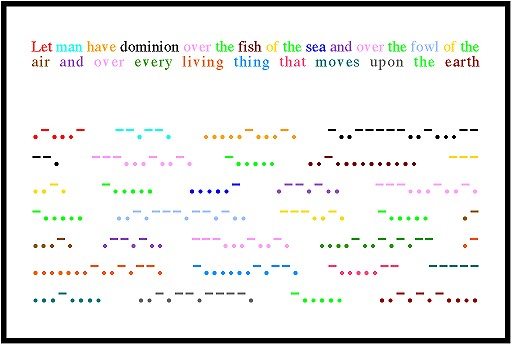 Let man have dominion over the fish of the sea and over the fowl of the
air and over every living thing that moves upon the earth